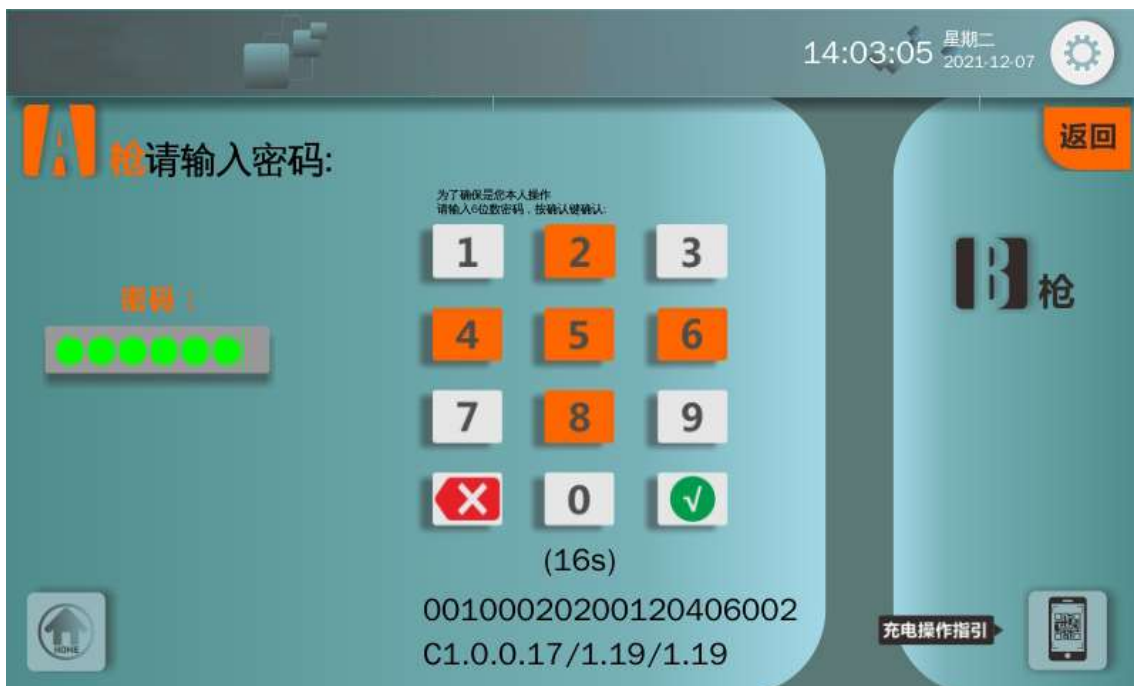 14:03:05
星期二
2021-12-07
返回
A枪请输入密码:
为了确保是您本人操作
请输入6位数密码，按确认键确认:
密码：
1 2 3
4 5 6
7 8 9
0 √
(16s)
00100020200120406002
C1.0.0.17/1.19/1.19
HOME
B枪
充电操作指引